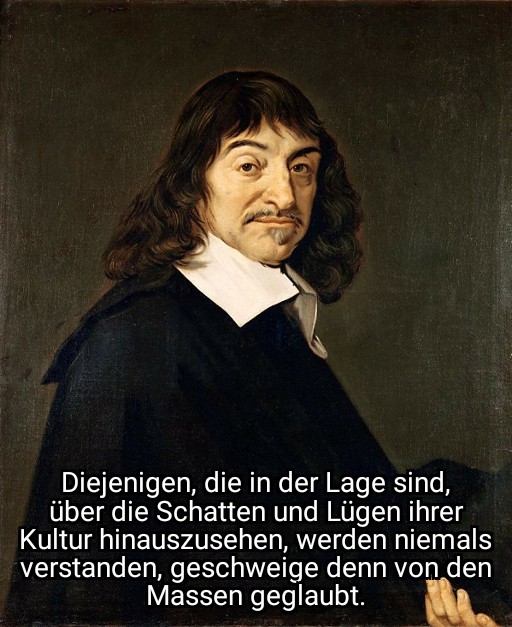 Diejenigen, die in der Lage sind,
über die Schatten und Lügen ihrer
Kultur hinauszusehen, werden niemals
verstanden, geschweige denn von den
Massen geglaubt.